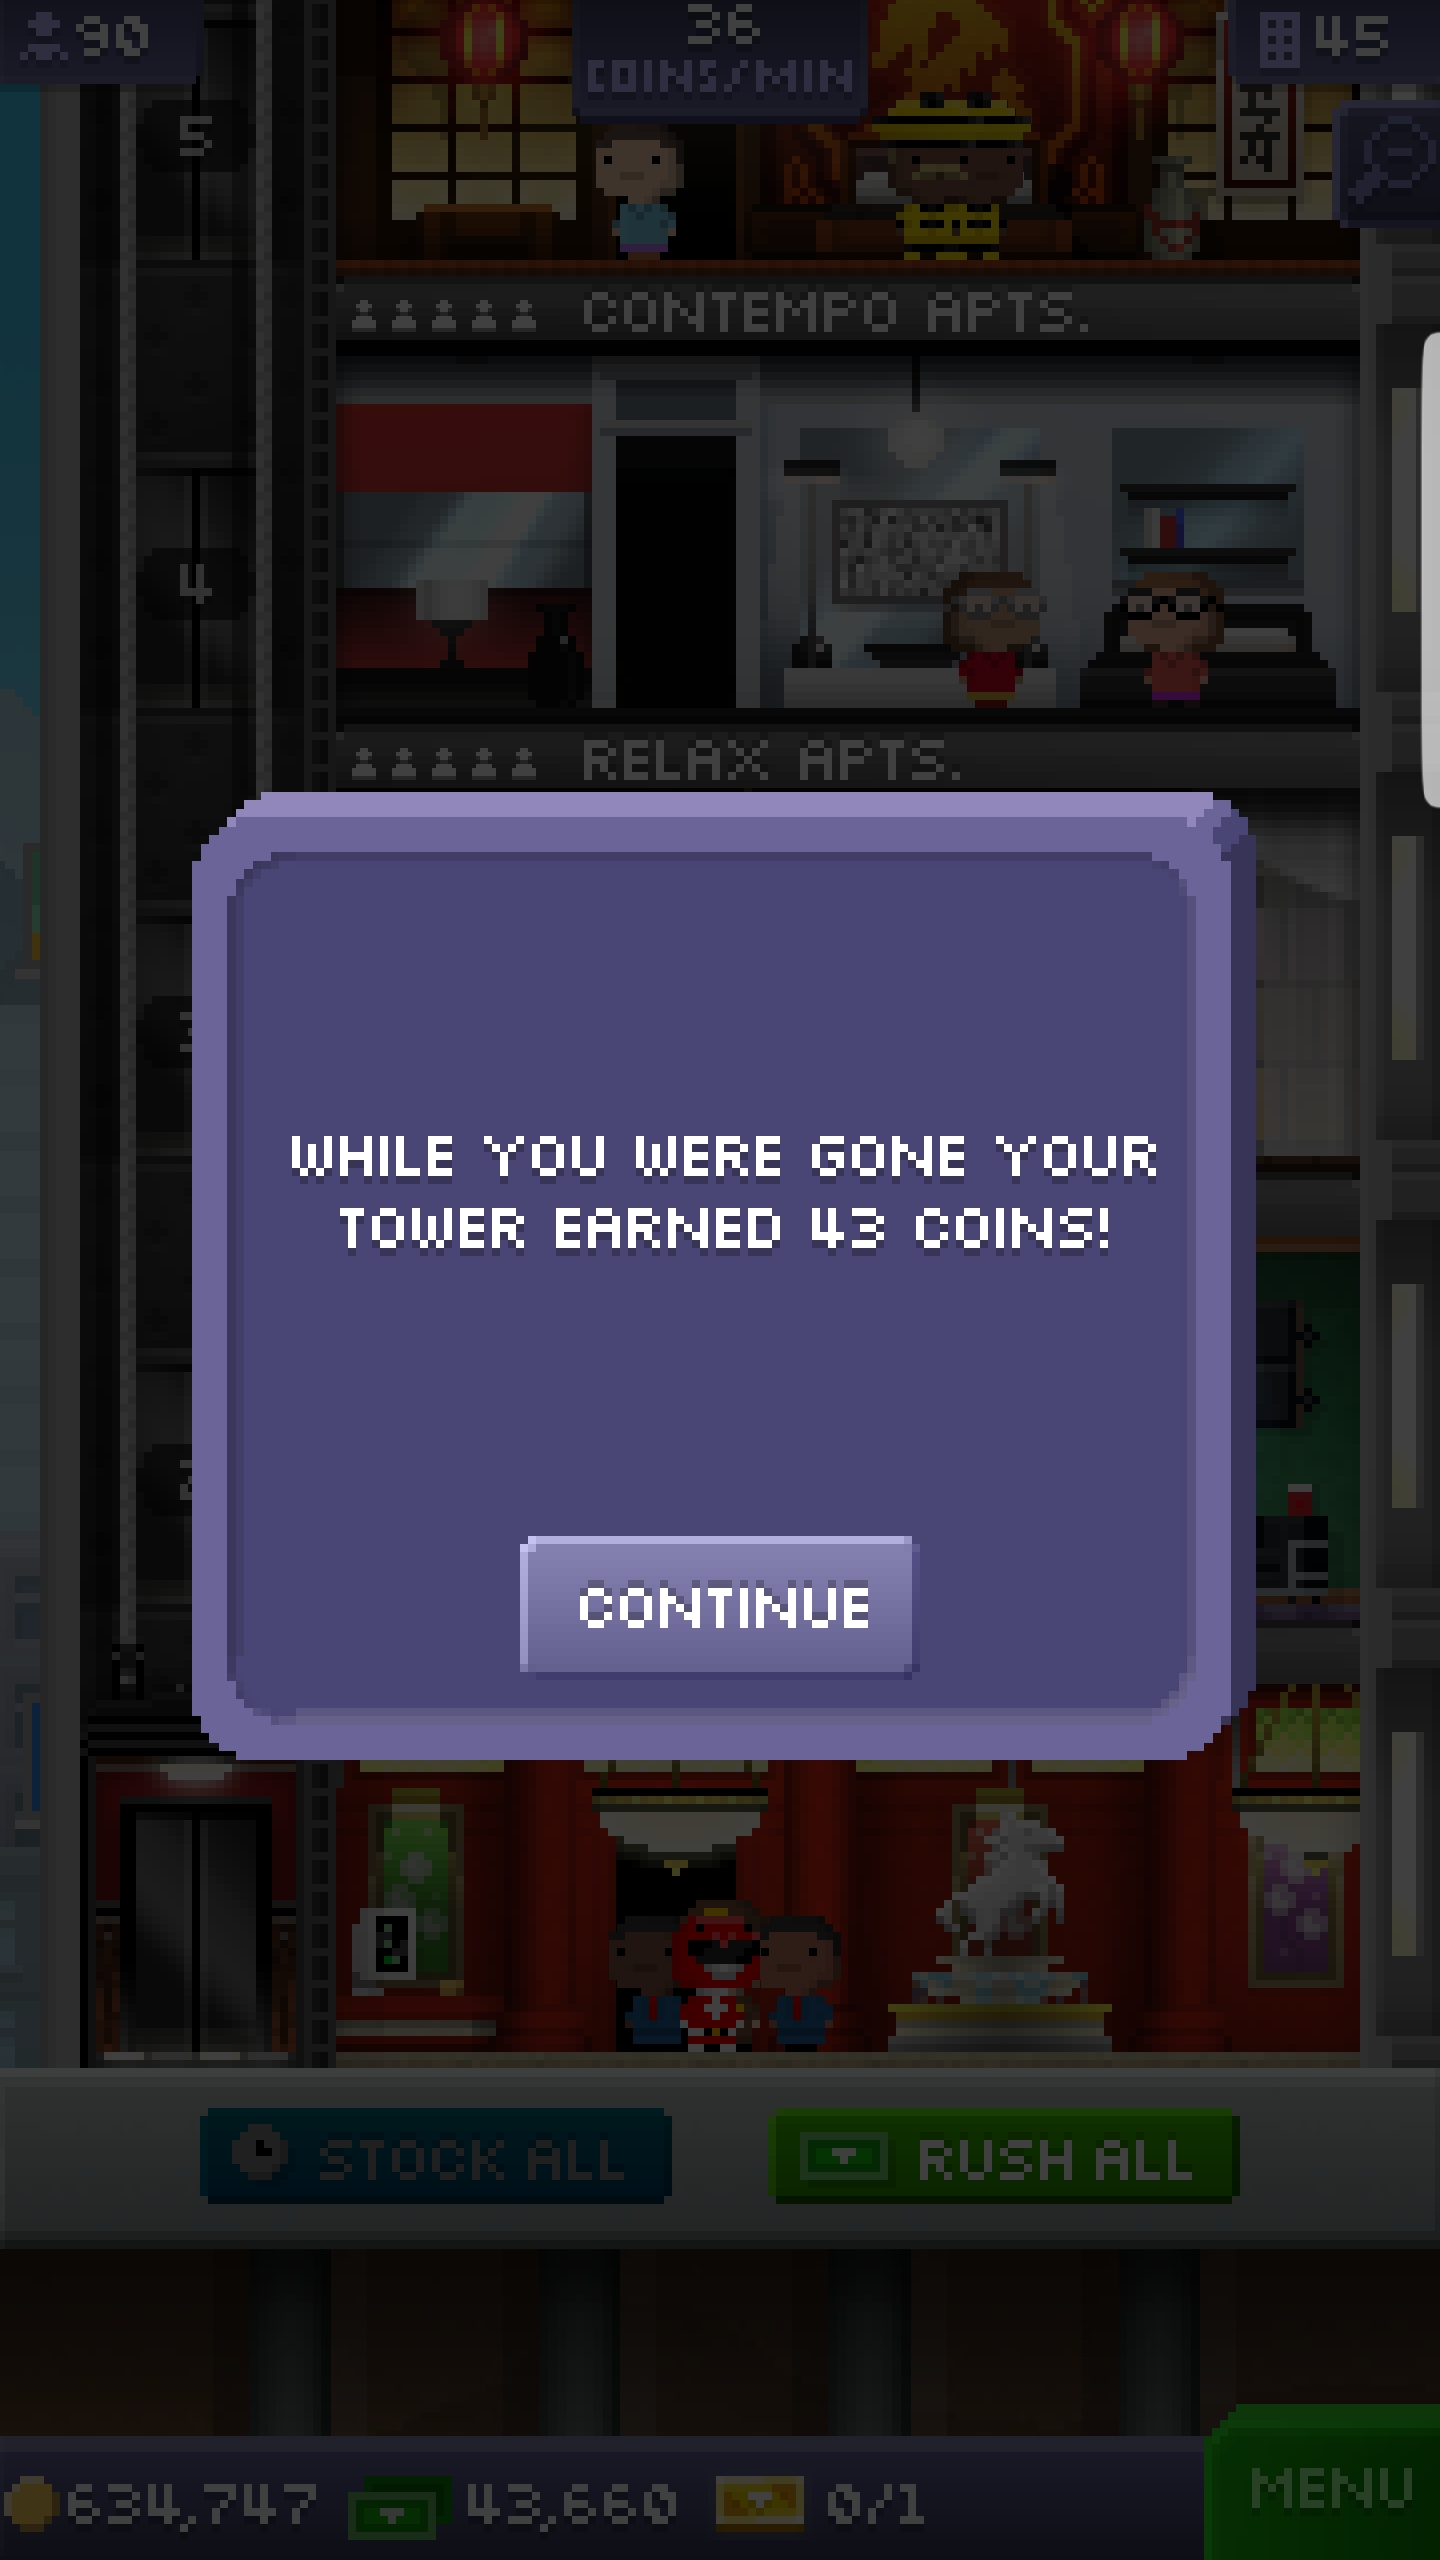 90
36
COINS/MIN
45
5
CONTEMPO APTS.
4
RELAX APTS.
WHILE YOU WERE GONE YOUR
TOWER EARNED 43 COINS!
CONTINUE
STOCK ALL
RUSH ALL
634,747
43,660
0/1
MENU